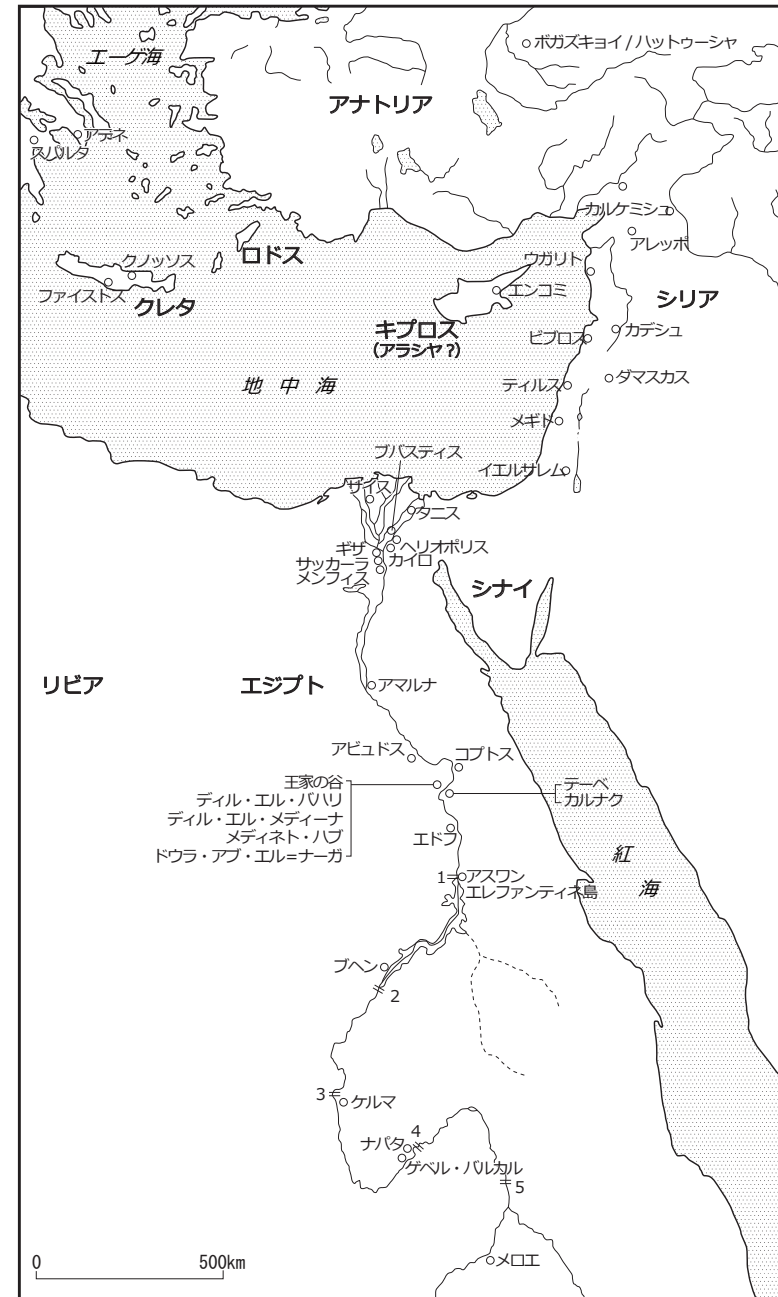 ボガズキョイ / ハットゥーシャ
エーゲ海
アナトリア
アテネ
スパルタ
カルケミシュ
アレッポ
ロドス
クノッソス
ファイストス
クレタ
ウガリト
エンコミ
シリア
キプロス
(アラシヤ?)
カデシュ
ビブロス
地中海
ティルス
ダマスカス
メギド
ブバスティス
イエルサレム
サイス
タニス
ギザ
ヘリオポリス
サッカーラ
カイロ
メンフィス
シナイ
リビア
エジプト
アマルナ
アビュドス
コプトス
王家の谷
ディル・エル・バハリ
ディル・エル・メディーナ
メディネト・ハブ
ドウラ・アブ・エル=ナーガ
テーベ
カルナク
エドフ
紅海
1
アスワン
エレファンティネ島
ブヘン
2
3
ケルマ
4
ナパタ
ゲベル・バルカル
5
メロエ
0
500km